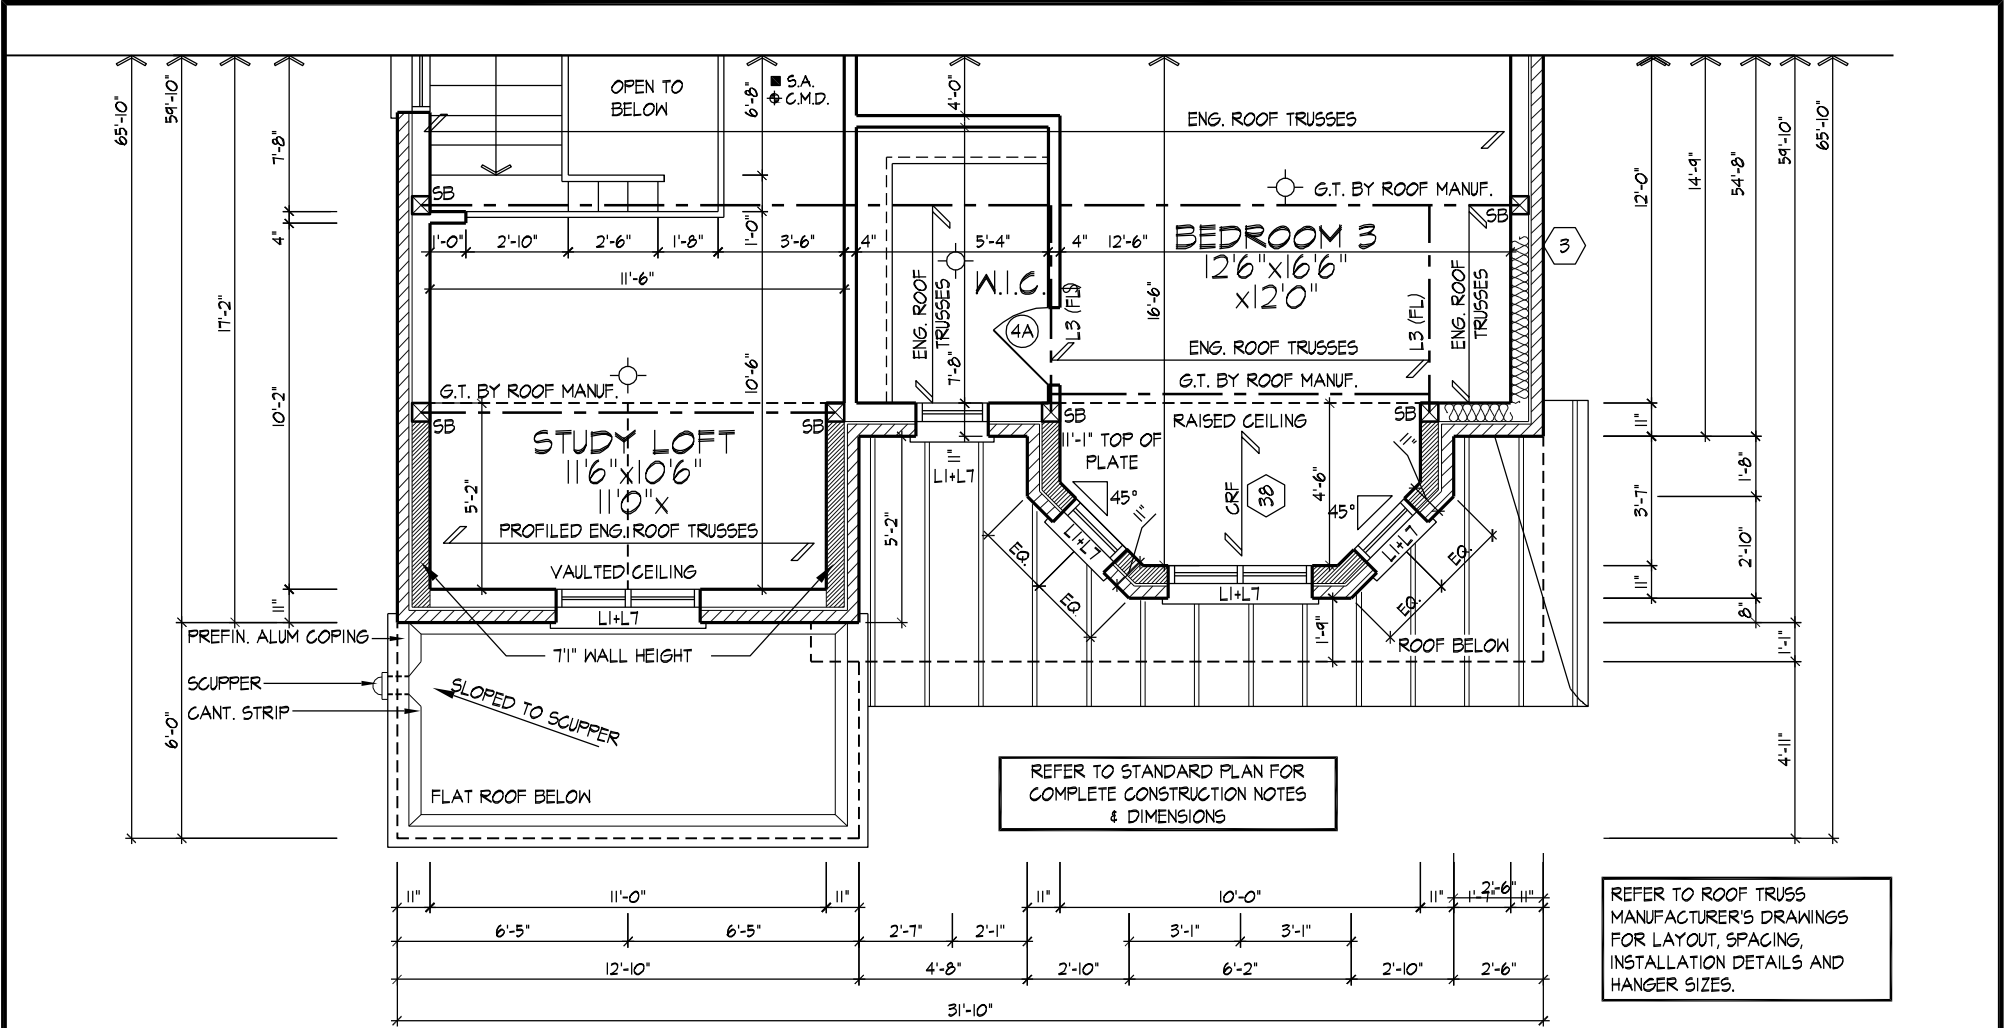 65'-10"
59'-10"
17'-2"
7'-8"
4"
10'-2"
11"
6'-0"
OPEN TO
BELOW
6'-8"
S.A.
C.M.D.
4'-0"
ENG. ROOF TRUSSES
G.T. BY ROOF MANUF.
SB
SB
1'-0"
2'-10"
2'-6"
1'-8"
1'-0"
3'-6"
4"
5'-4"
4"
12'-6"
11'-6"
BEDROOM 3
12'6"x16'6"
x12'0"
3
W.I.C.
ENG. ROOF
TRUSSES
L3 (FL)
16'-6"
L3 (FL)
ENG. ROOF
TRUSSES
4A
7'-8"
10'-6"
ENG. ROOF TRUSSES
G.T. BY ROOF MANUF.
G.T. BY ROOF MANUF.
SB
SB
SB
SB
RAISED CEILING
11'-1" TOP OF
PLATE
STUDY LOFT
11'6"x10'6"
11'0"x
5'-2"
PROFILED ENG. ROOF TRUSSES
VAULTED CEILING
L1+L7
11"
L1+L7
5'-2"
45°
11"
L1+L7
EQ.
EQ.
CRF
38
4'-6"
45°
11"
L1+L7
EQ.
EQ.
L1+L7
1'-9"
ROOF BELOW
PREFIN. ALUM COPING
7'1" WALL HEIGHT
SCUPPER
CANT. STRIP
SLOPED TO SCUPPER
FLAT ROOF BELOW
12'-0"
14'-9"
54'-8"
59'-10"
65'-10"
11"
3'-7"
11"
1'-8"
2'-10"
8"
1'-1"
4'-11"
REFER TO STANDARD PLAN FOR
COMPLETE CONSTRUCTION NOTES
& DIMENSIONS
11"
11'-0"
11"
11"
10'-0"
11"
2'-6"
1'-7"
11"
6'-5"
6'-5"
2'-7"
2'-1"
3'-1"
3'-1"
12'-10"
4'-8"
2'-10"
6'-2"
2'-10"
2'-6"
31'-10"
REFER TO ROOF TRUSS
MANUFACTURER'S DRAWINGS
FOR LAYOUT, SPACING,
INSTALLATION DETAILS AND
HANGER SIZES.